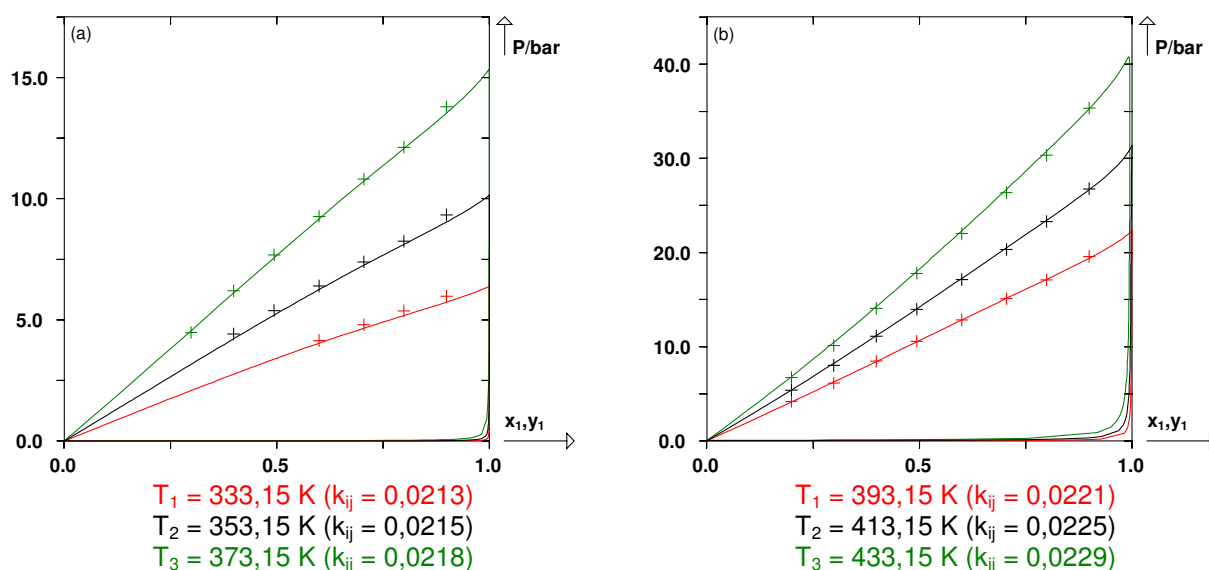 (a)
P/bar
15.0
10.0
5.0
0.0
x₁,y₁
0.0 0.5 1.0
T₁ = 333,15 K (kᵢⱼ = 0,0213)
T₂ = 353,15 K (kᵢⱼ = 0,0215)
T₃ = 373,15 K (kᵢⱼ = 0,0218)
(b)
P/bar
40.0
30.0
20.0
10.0
0.0
x₁,y₁
0.0 0.5 1.0
T₁ = 393,15 K (kᵢⱼ = 0,0221)
T₂ = 413,15 K (kᵢⱼ = 0,0225)
T₃ = 433,15 K (kᵢⱼ = 0,0229)